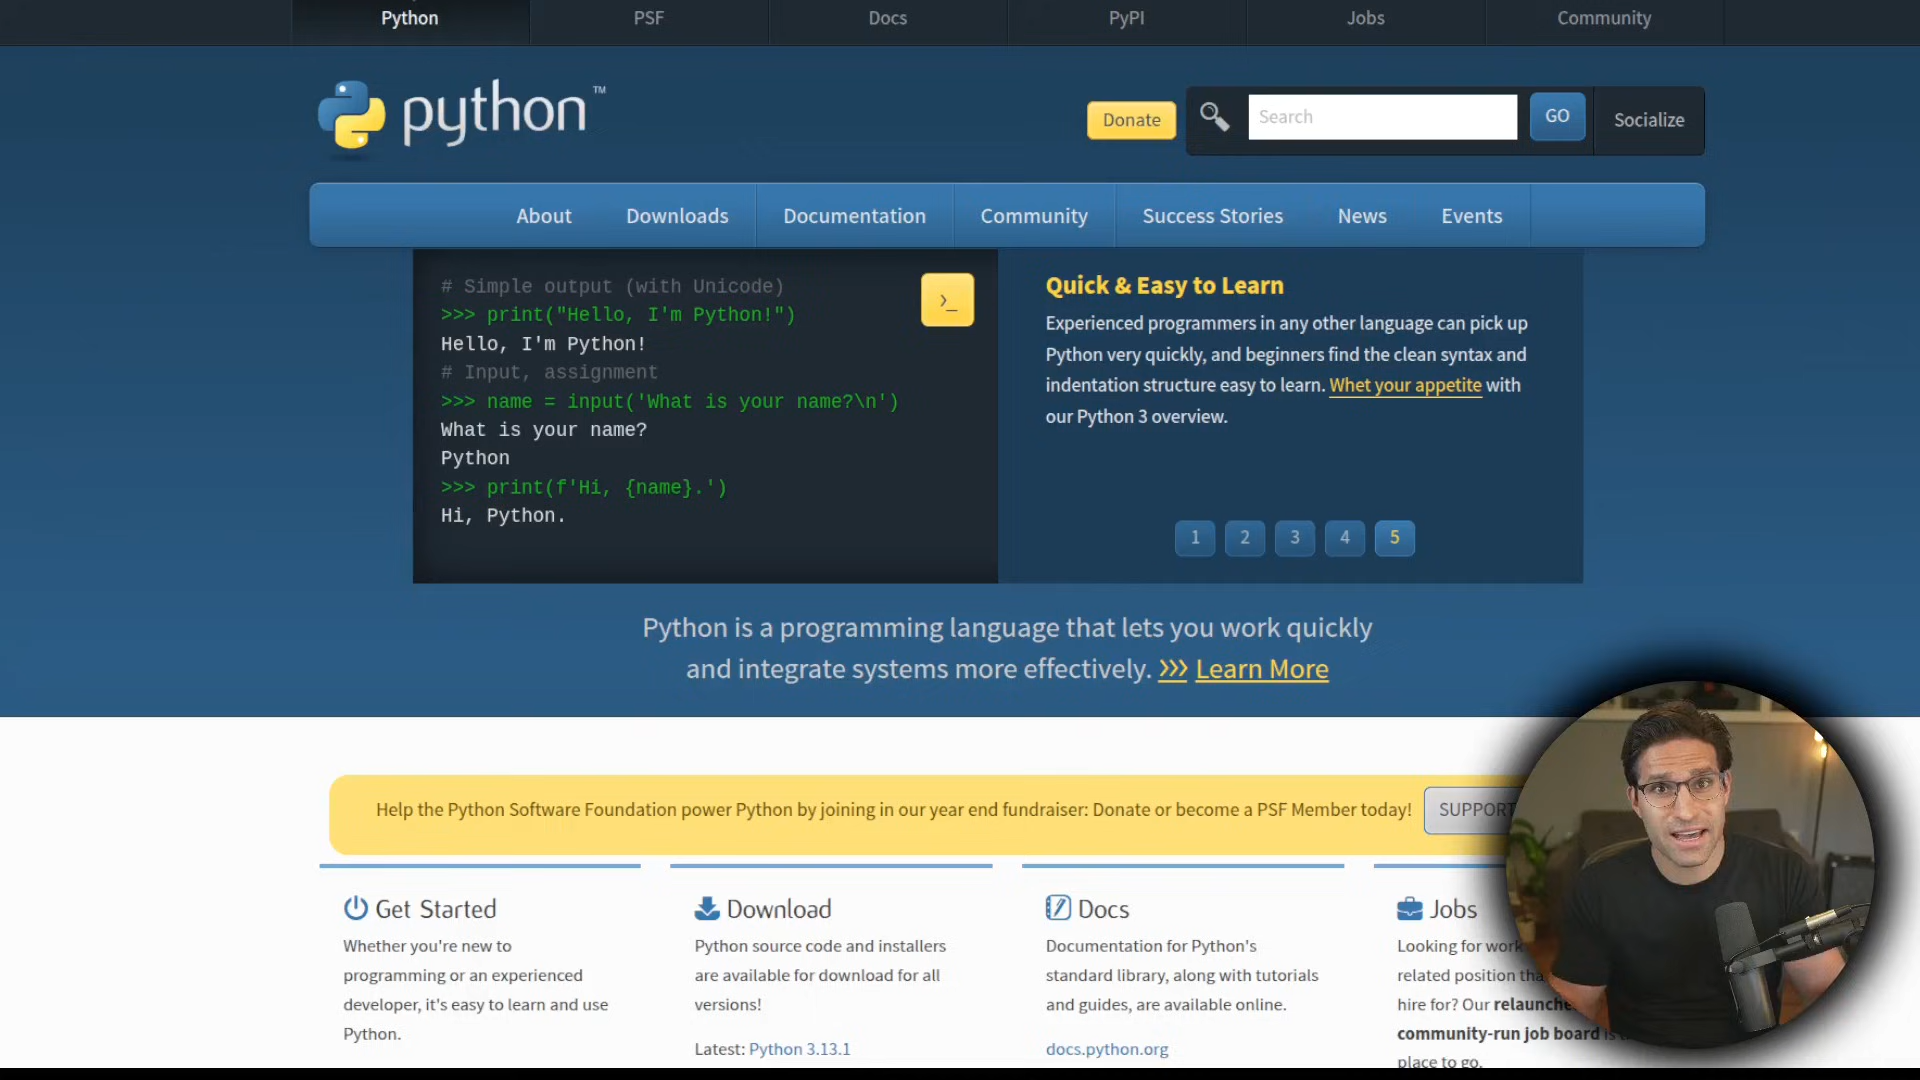 Python
PSF
Docs
PyPI
Jobs
Community
python™
Donate
Search
GO
Socialize
About
Downloads
Documentation
Community
Success Stories
News
Events
# Simple output (with Unicode)
>>> print("Hello, I'm Python!")
Hello, I'm Python!
# Input, assignment
>>> name = input('What is your name?\n')
What is your name?
Python
>>> print(f'Hi, {name}.')
Hi, Python.
>_
Quick & Easy to Learn
Experienced programmers in any other language can pick up
Python very quickly, and beginners find the clean syntax and
indentation structure easy to learn. Whet your appetite with
our Python 3 overview.
1
2
3
4
5
Python is a programming language that lets you work quickly
and integrate systems more effectively. >>> Learn More
Help the Python Software Foundation power Python by joining in our year end fundraiser: Donate or become a PSF Member today!
SUPPORT
Get Started
Whether you're new to
programming or an experienced
developer, it's easy to learn and use
Python.
Download
Python source code and installers
are available for download for all
versions!
Latest: Python 3.13.1
Docs
Documentation for Python's
standard library, along with tutorials
and guides, are available online.
docs.python.org
Jobs
Looking for work
related position
hire for? Our
community-run job board
place to go.